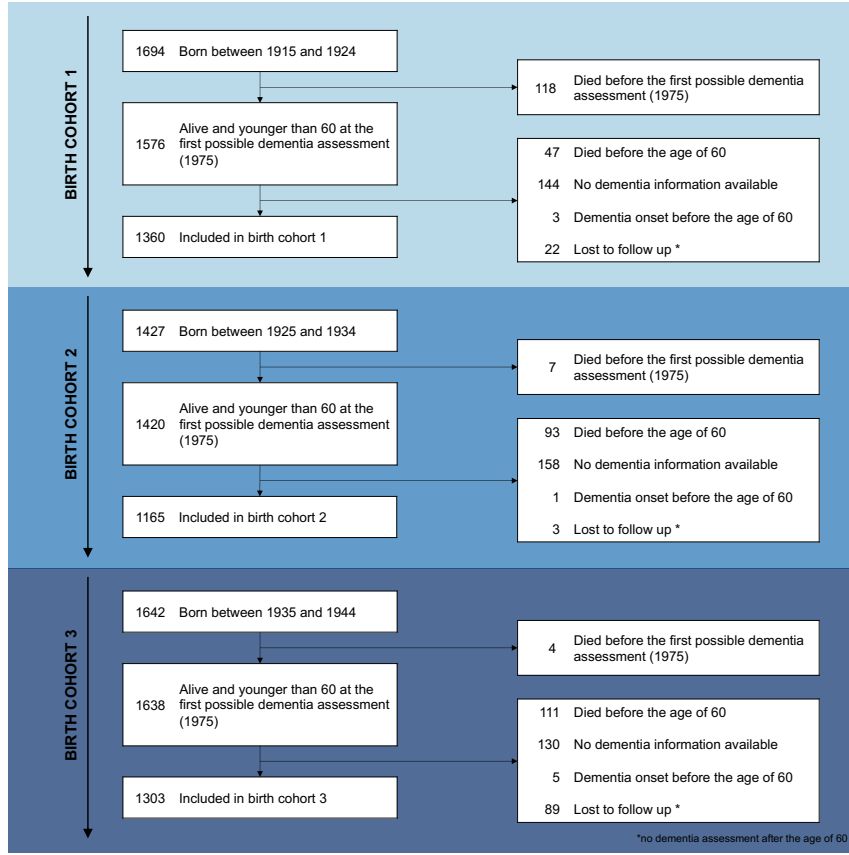 BIRTH COHORT 1
1694 Born between 1915 and 1924
118 Died before the first possible dementia
assessment (1975)
1576 Alive and younger than 60 at the
first possible dementia assessment
(1975)
47 Died before the age of 60
144 No dementia information available
3 Dementia onset before the age of 60
22 Lost to follow up *
1360 Included in birth cohort 1
BIRTH COHORT 2
1427 Born between 1925 and 1934
7 Died before the first possible dementia
assessment (1975)
1420 Alive and younger than 60 at the
first possible dementia assessment
(1975)
93 Died before the age of 60
158 No dementia information available
1 Dementia onset before the age of 60
3 Lost to follow up *
1165 Included in birth cohort 2
BIRTH COHORT 3
1642 Born between 1935 and 1944
4 Died before the first possible dementia
assessment (1975)
1638 Alive and younger than 60 at the
first possible dementia assessment
(1975)
111 Died before the age of 60
130 No dementia information available
5 Dementia onset before the age of 60
89 Lost to follow up *
1303 Included in birth cohort 3
*no dementia assessment after the age of 60